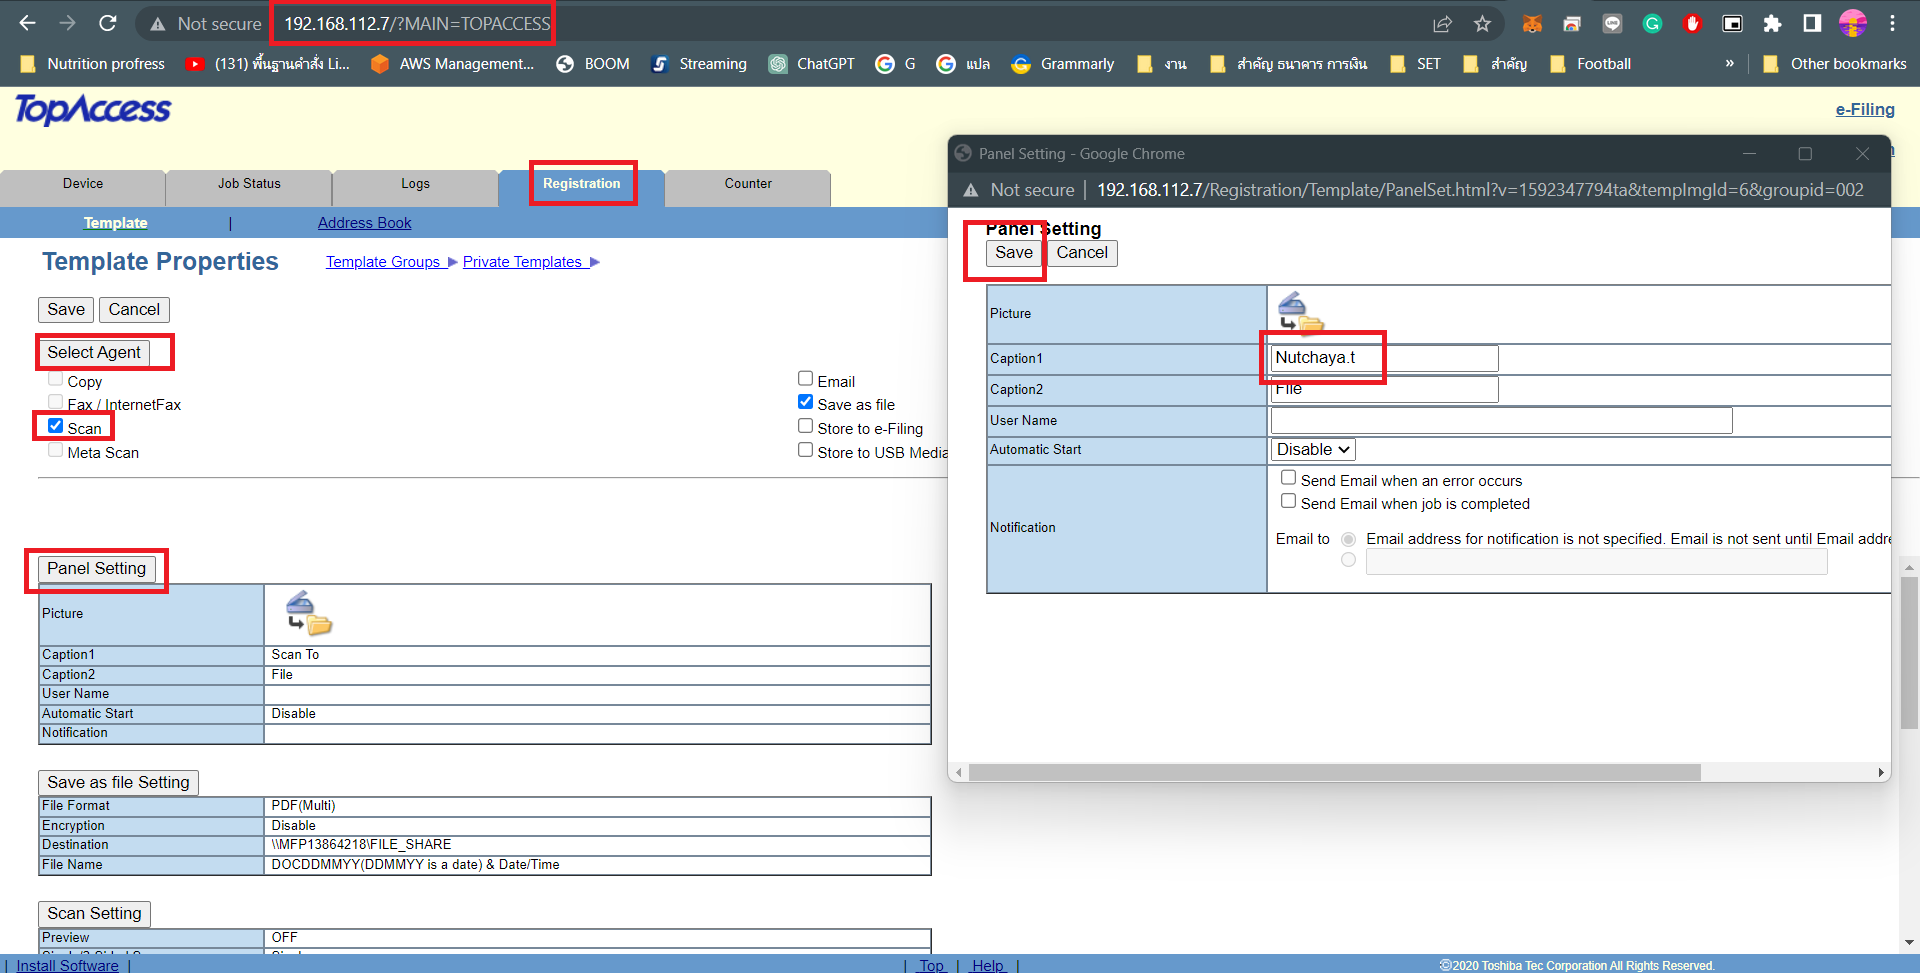 Not secure 192.168.112.7/?MAIN=TOPACCESS
Nutrition profress (131) พื้นฐานคำสั่ง Li... AWS Management... BOOM Streaming ChatGPT G แปล Grammarly งาน สำคัญ ธนาคาร การเงิน SET สำคัญ Football » Other bookmarks
TopAccess
e-Filing
Device Job Status Logs Registration Counter
Template | Address Book
Template Properties Template Groups Private Templates
Save Cancel
Select Agent
Copy Email
Fax / InternetFax Save as file
Scan Store to e-Filing
Meta Scan Store to USB Media
Panel Setting
Picture
Caption1 Scan To
Caption2 File
User Name
Automatic Start Disable
Notification
Save as file Setting
File Format PDF(Multi)
Encryption Disable
Destination \\MFP13864218\FILE_SHARE
File Name DOCDDMMYY(DDMMYY is a date) & Date/Time
Scan Setting
Preview OFF
| Install Software | | Top | Help | ©2020 Toshiba Tec Corporation All Rights Reserved.
Panel Setting - Google Chrome
Not secure | 192.168.112.7/Registration/Template/PanelSet.html?v=1592347794ta&tempImgId=6&groupid=002
Panel Setting
Save Cancel
Picture
Caption1 Nutchaya.t
Caption2 File
User Name
Automatic Start Disable
Send Email when an error occurs
Send Email when job is completed
Notification
Email to Email address for notification is not specified. Email is not sent until Email addre